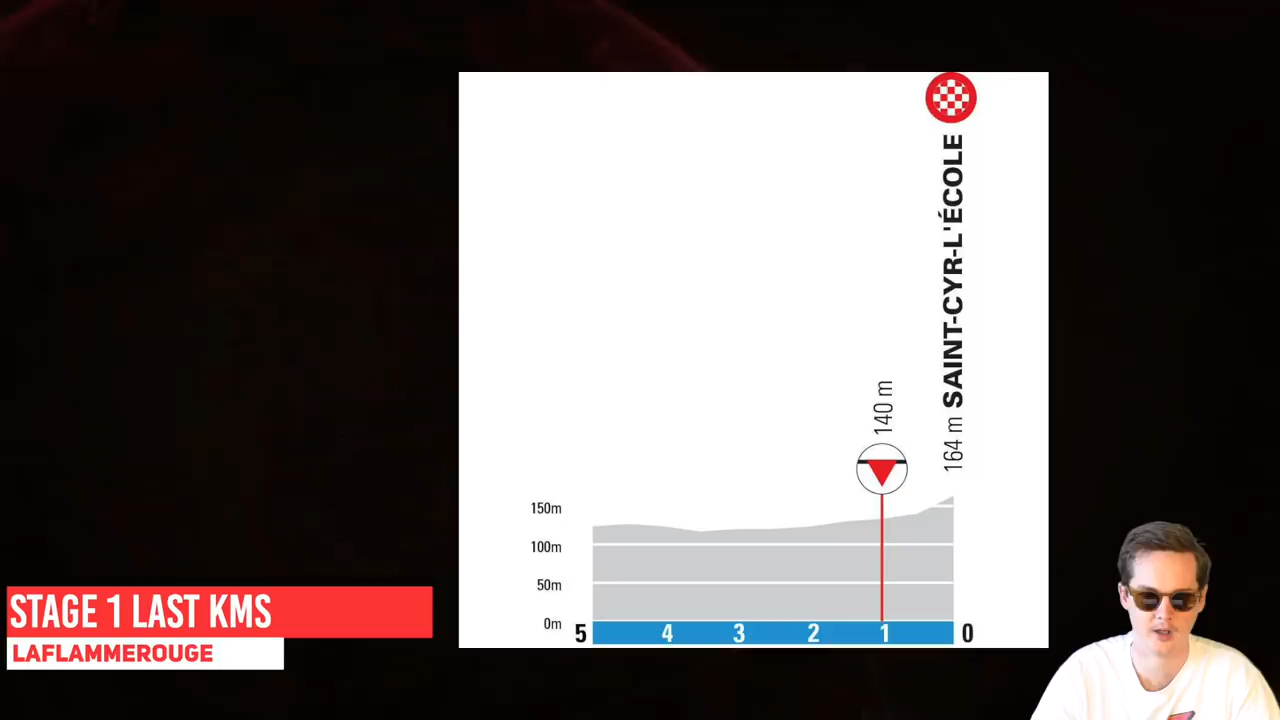 164 m SAINT-CYR-L'ÉCOLE
140 m
150m
100m
50m
0m
5 4 3 2 1 0
STAGE 1 LAST KMS
LAFLAMMEROUGE